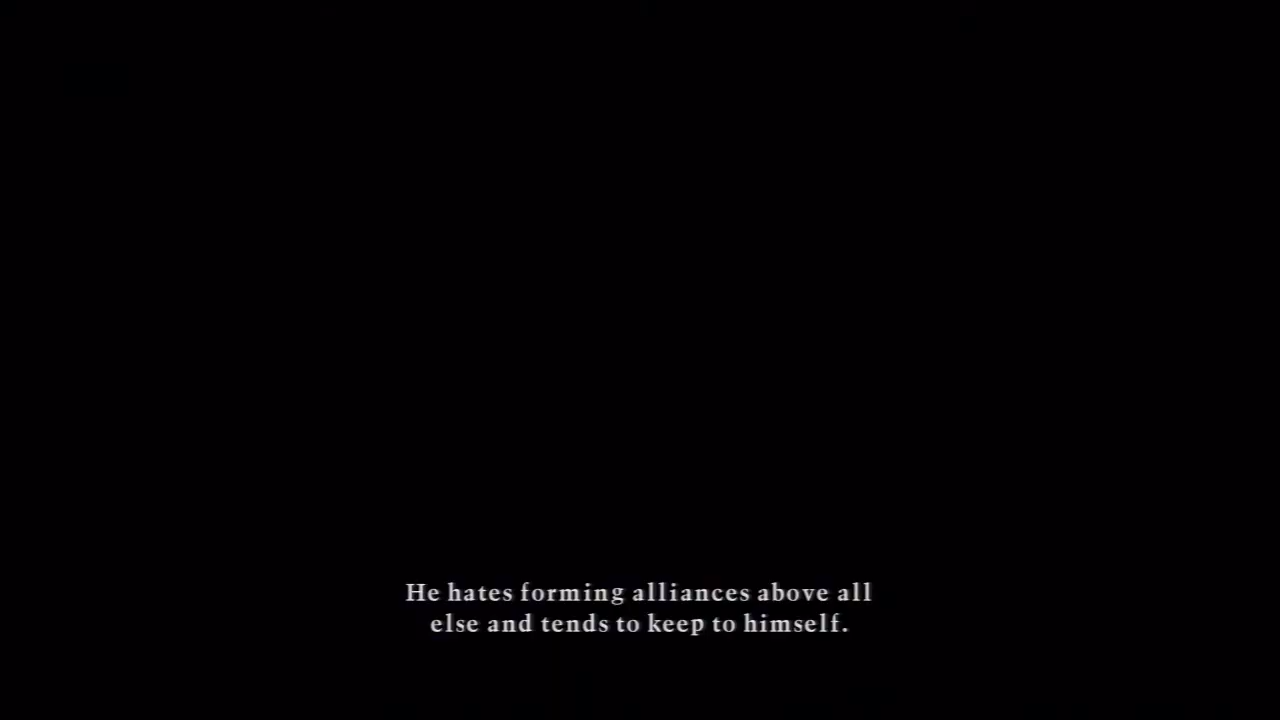 He hates forming alliances above all
else and tends to keep to himself.